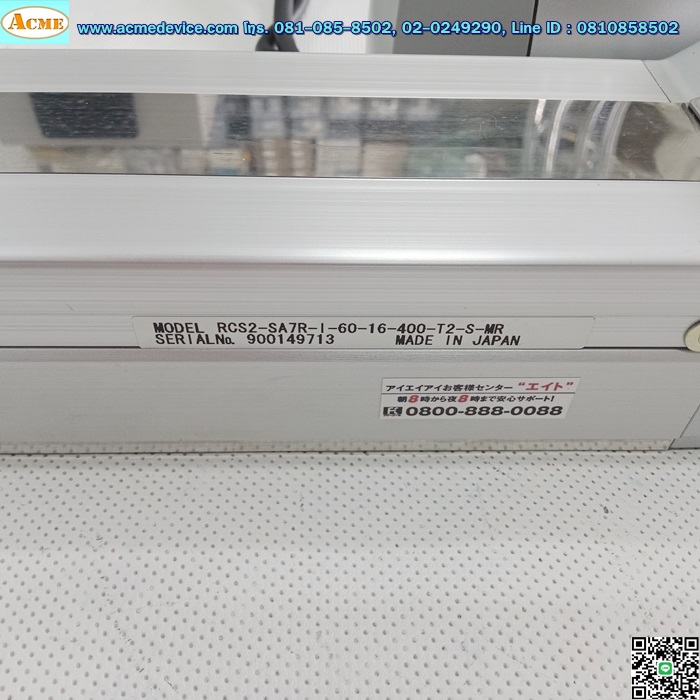 ACME
www.acmedevice.com โทร. 081-085-8502, 02-0249290, Line ID : 0810858502
MODEL RCS2-SA7R-I-60-16-400-T2-S-MR
SERIAL No. 900149713 MADE IN JAPAN
アイエイアイお客様センター "エイト"
朝8時から夜8時まで安心サポート!
0800-888-0088